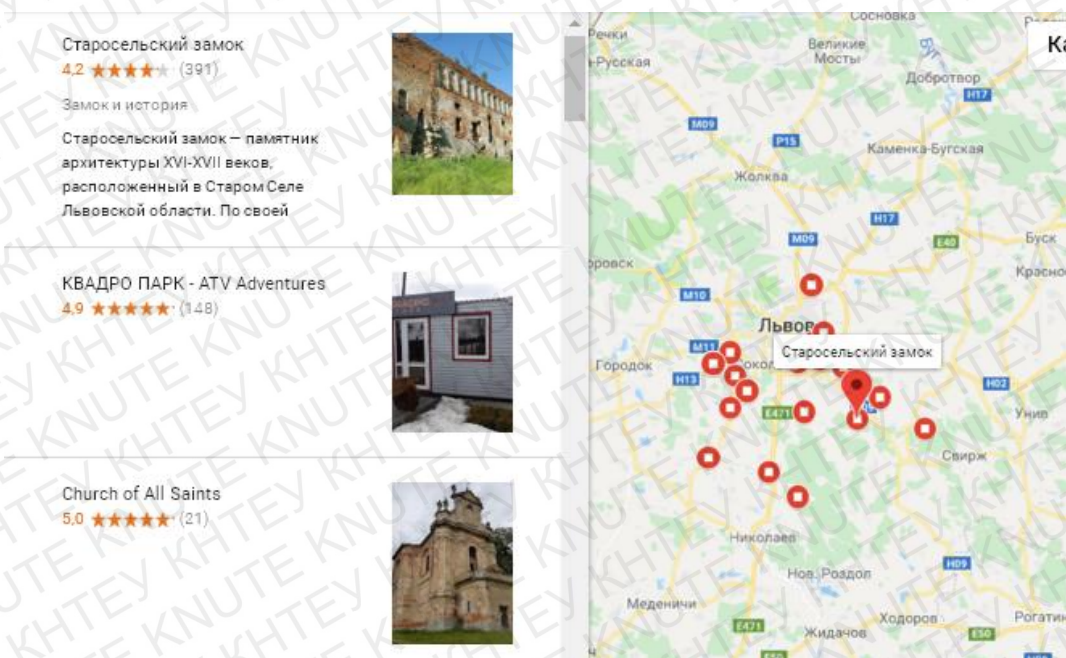 Старосельский замок
4,2 ★★★★★ (391)
Замок и история
Старосельский замок — памятник
архитектуры XVI-XVII веков,
расположенный в Старом Селе
Львовской области. По своей
КВАДРО ПАРК - ATV Adventures
4,9 ★★★★★ (148)
Church of All Saints
5,0 ★★★★★ (21)
Сосновка
Речки
Великие
Мосты
Добротвор
H17
M09
P15
Каменка-Бугская
Жолква
H17
M09
E40
Буск
M10
Львов
M11
Старосельский замок
Городок
H13
H02
E471
Унив
Свирж
Николаев
H09
Нов. Роздол
Меденичи
Ходоров
E471
Жидачов
E50
KNUTEY KHTEY